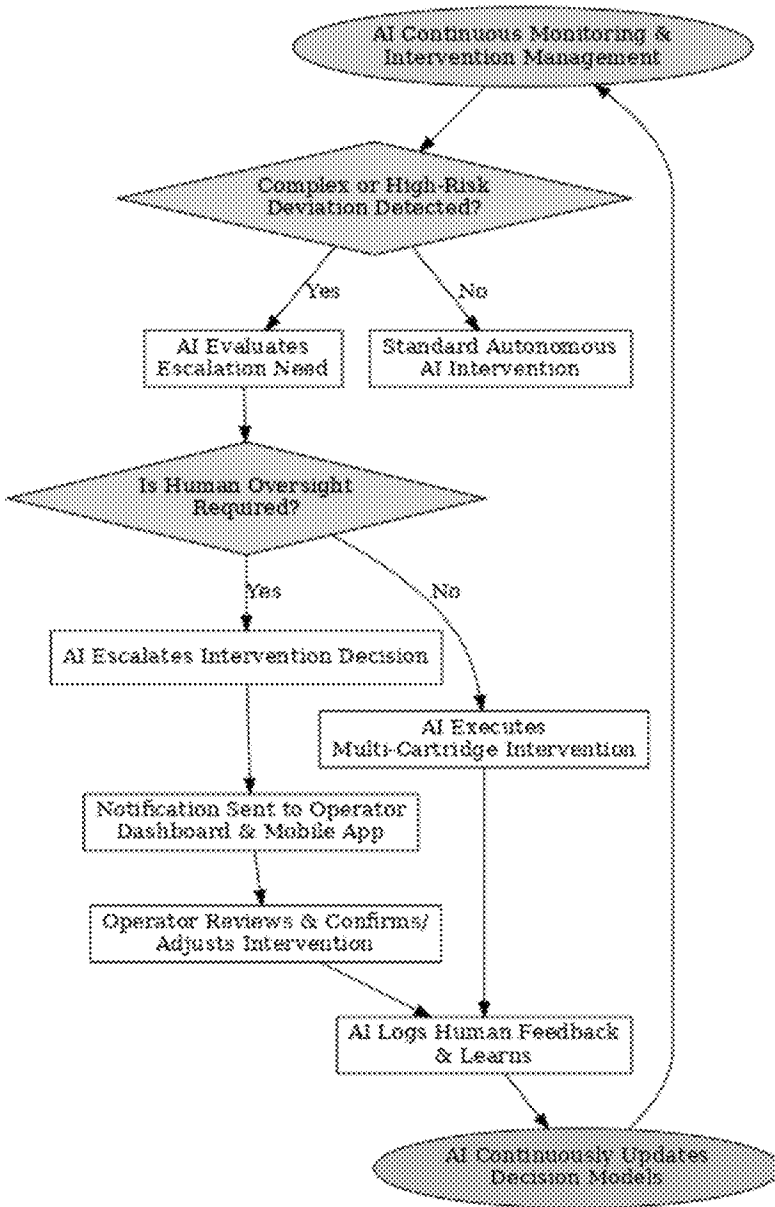 AI Continuous Monitoring &
Intervention Management
Complex or High-Risk
Deviation Detected?
Yes
No
AI Evaluates
Escalation Need
Standard Autonomous
AI Intervention
Is Human Oversight
Required?
Yes
No
AI Escalates Intervention Decision
AI Executes
Multi-Cartridge Intervention
Notification Sent to Operator
Dashboard & Mobile App
Operator Reviews & Confirms/
Adjusts Intervention
AI Logs Human Feedback
& Learns
AI Continuously Updates
Decision Models